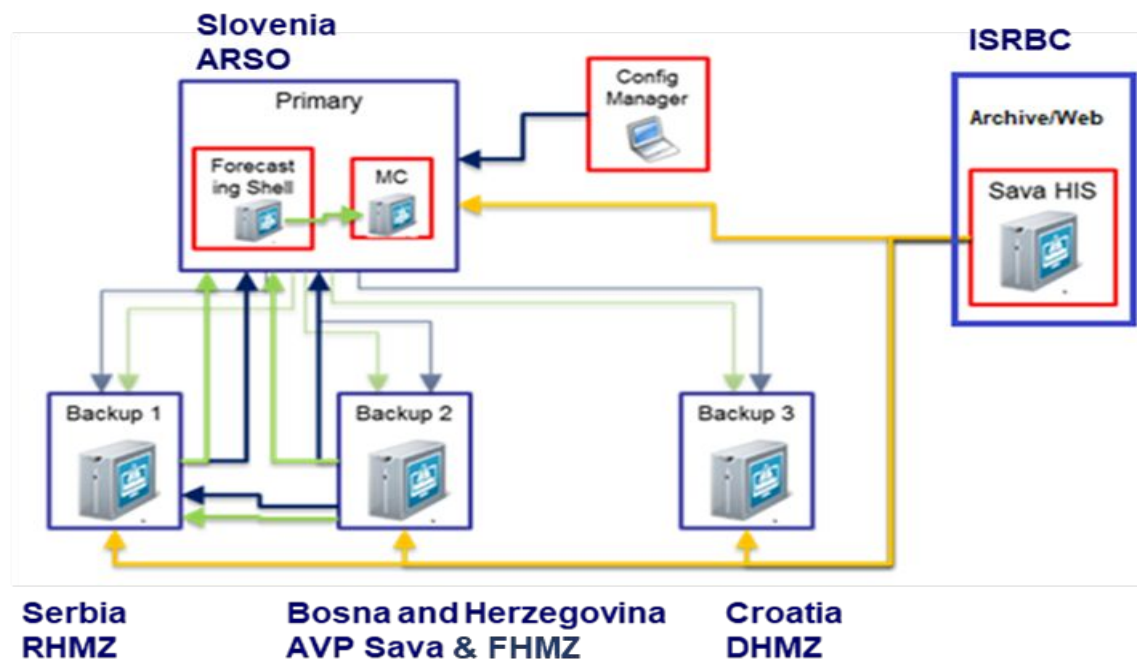 Slovenia
ARSO
ISRBC
Primary
Config
Manager
Archive/Web
Forecast
ing Shell
MC
Sava HIS
Backup 1
Backup 2
Backup 3
Serbia
RHMZ
Bosna and Herzegovina
AVP Sava & FHMZ
Croatia
DHMZ